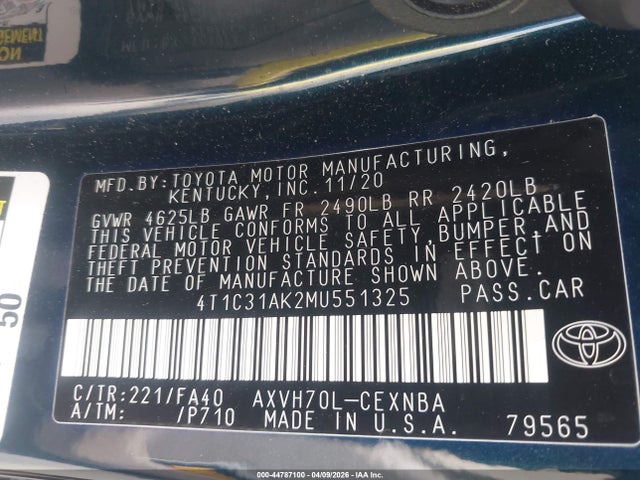 MFD.BY:TOYOTA MOTOR MANUFACTURING,
KENTUCKY, INC. 11/20
GVWR 4625LB GAWR FR 2490LB RR 2420LB
THIS VEHICLE CONFORMS TO ALL APPLICABLE
FEDERAL MOTOR VEHICLE SAFETY,BUMPER,AND
THEFT PREVENTION STANDARDS IN EFFECT ON
THE DATE OF MANUFACTURE SHOWN ABOVE.
4T1C31AK2MU551325 PASS.CAR
C/TR:221/FA40 AXVH70L-CEXNBA
A/TM: /P710 MADE IN U.S.A. 79565
TOYOTA
50
000-44787100 - 04/09/2026 - IAA Inc.